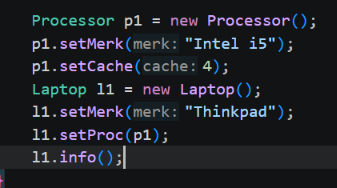 Processor p1 = new Processor();
p1.setMerk(merk:"Intel i5");
p1.setCache(cache:4);
Laptop l1 = new Laptop();
l1.setMerk(merk:"Thinkpad");
l1.setProc(p1);
l1.info();